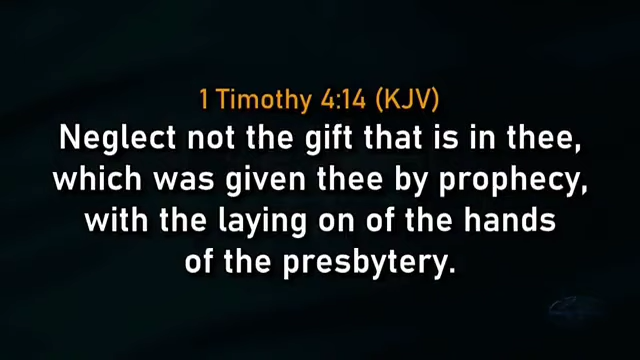 1 Timothy 4:14 (KJV)
Neglect not the gift that is in thee,
which was given thee by prophecy,
with the laying on of the hands
of the presbytery.